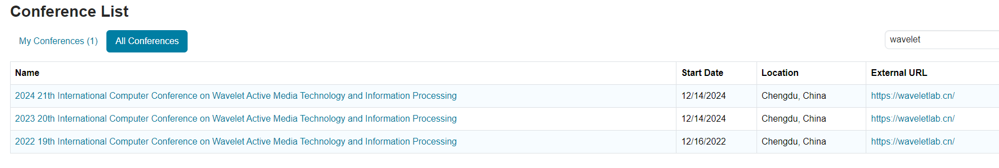 Conference List
My Conferences (1) All Conferences wavelet
Name Start Date Location External URL
2024 21th International Computer Conference on Wavelet Active Media Technology and Information Processing 12/14/2024 Chengdu, China https://waveletlab.cn/
2023 20th International Computer Conference on Wavelet Active Media Technology and Information Processing 12/14/2024 Chengdu, China https://waveletlab.cn/
2022 19th International Computer Conference on Wavelet Active Media Technology and Information Processing 12/16/2022 Chengdu, China https://waveletlab.cn/